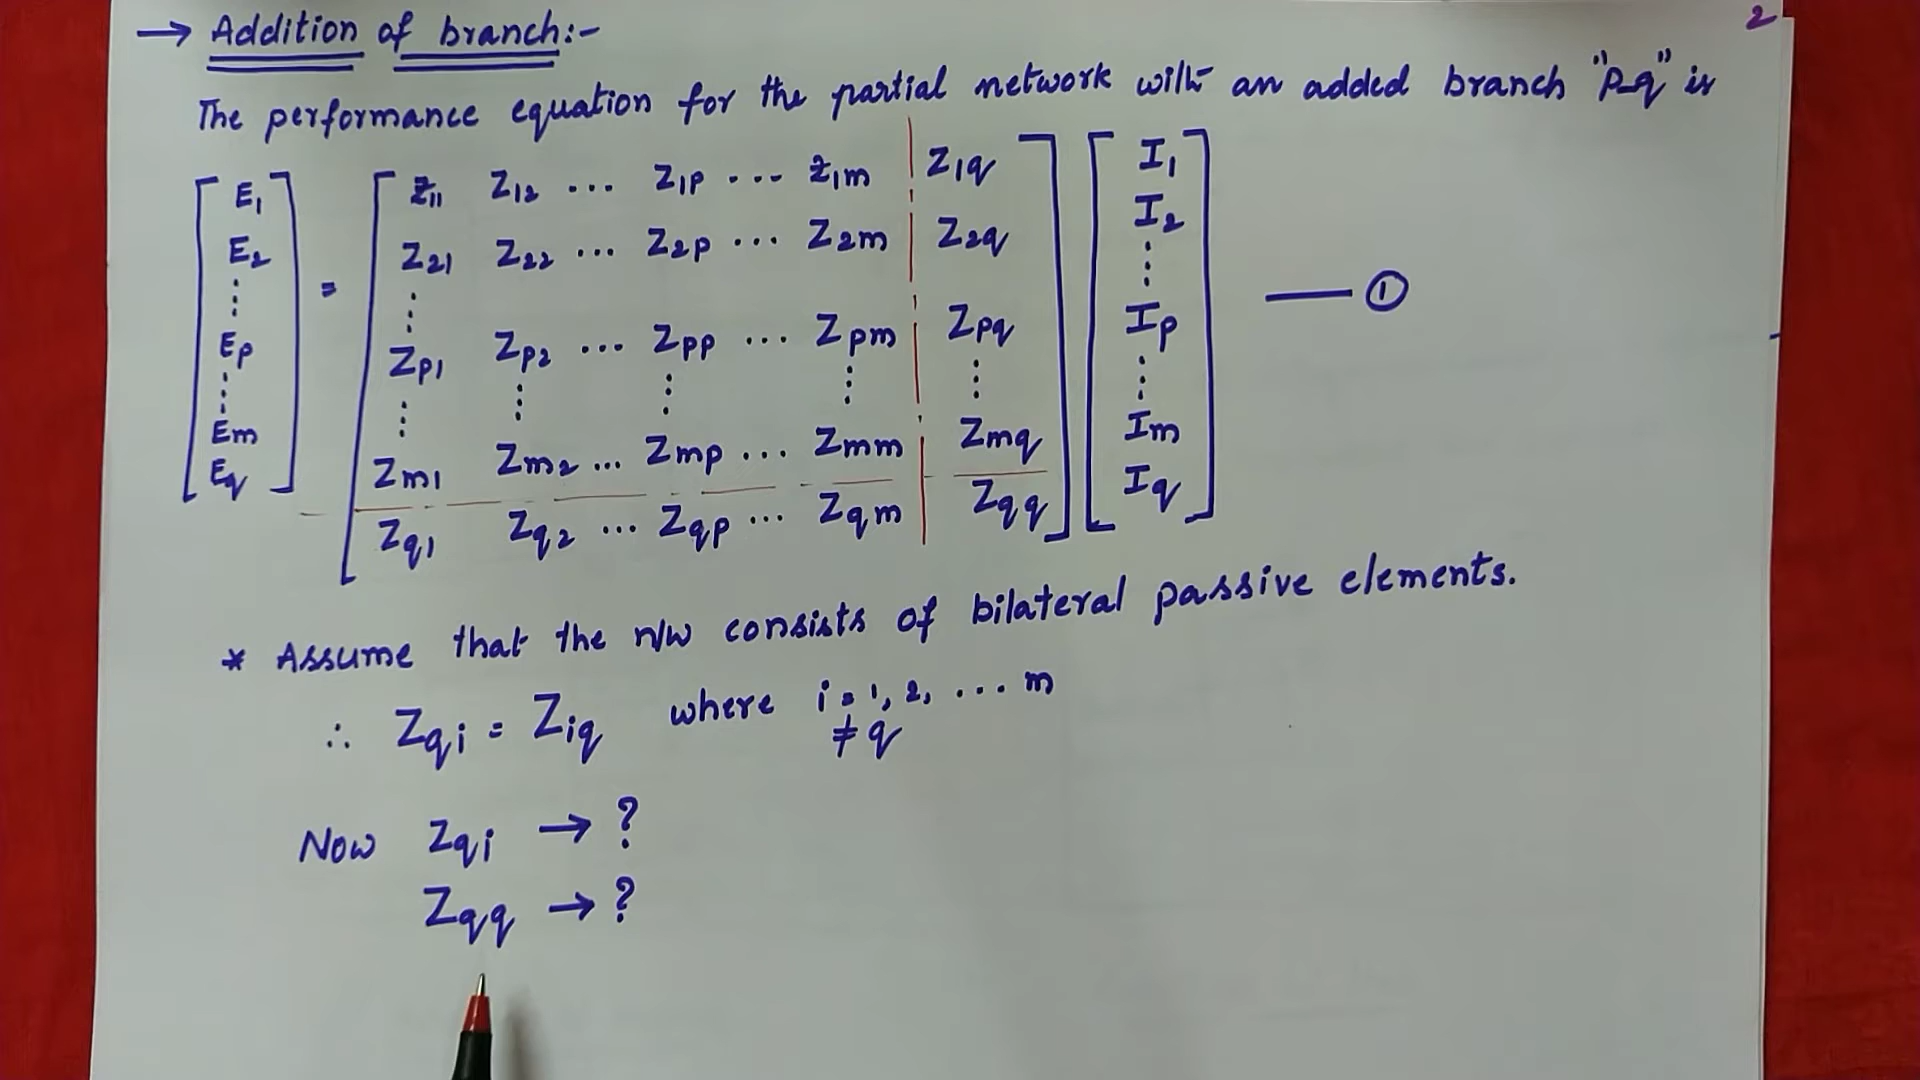 2
→ Addition of branch:-
The performance equation for the partial network with an added branch "p-q" is
[E1 E2 ⋮ Ep ⋮ Em Eq] = [
Z11 Z12 ... Z1p ... Z1m | Z1q
Z21 Z22 ... Z2p ... Z2m | Z2q
⋮
Zp1 Zp2 ... Zpp ... Zpm | Zpq
⋮ ⋮ ⋮ ⋮ ⋮
Zm1 Zm2 ... Zmp ... Zmm | Zmq
Zq1 Zq2 ... Zqp ... Zqm | Zqq
] [I1 I2 ⋮ Ip ⋮ Im Iq] — ①
* Assume that the n/w consists of bilateral passive elements.
∴ Zqi = Ziq where i = 1, 2, ... m
≠ q
Now Zqi → ?
Zqq → ?